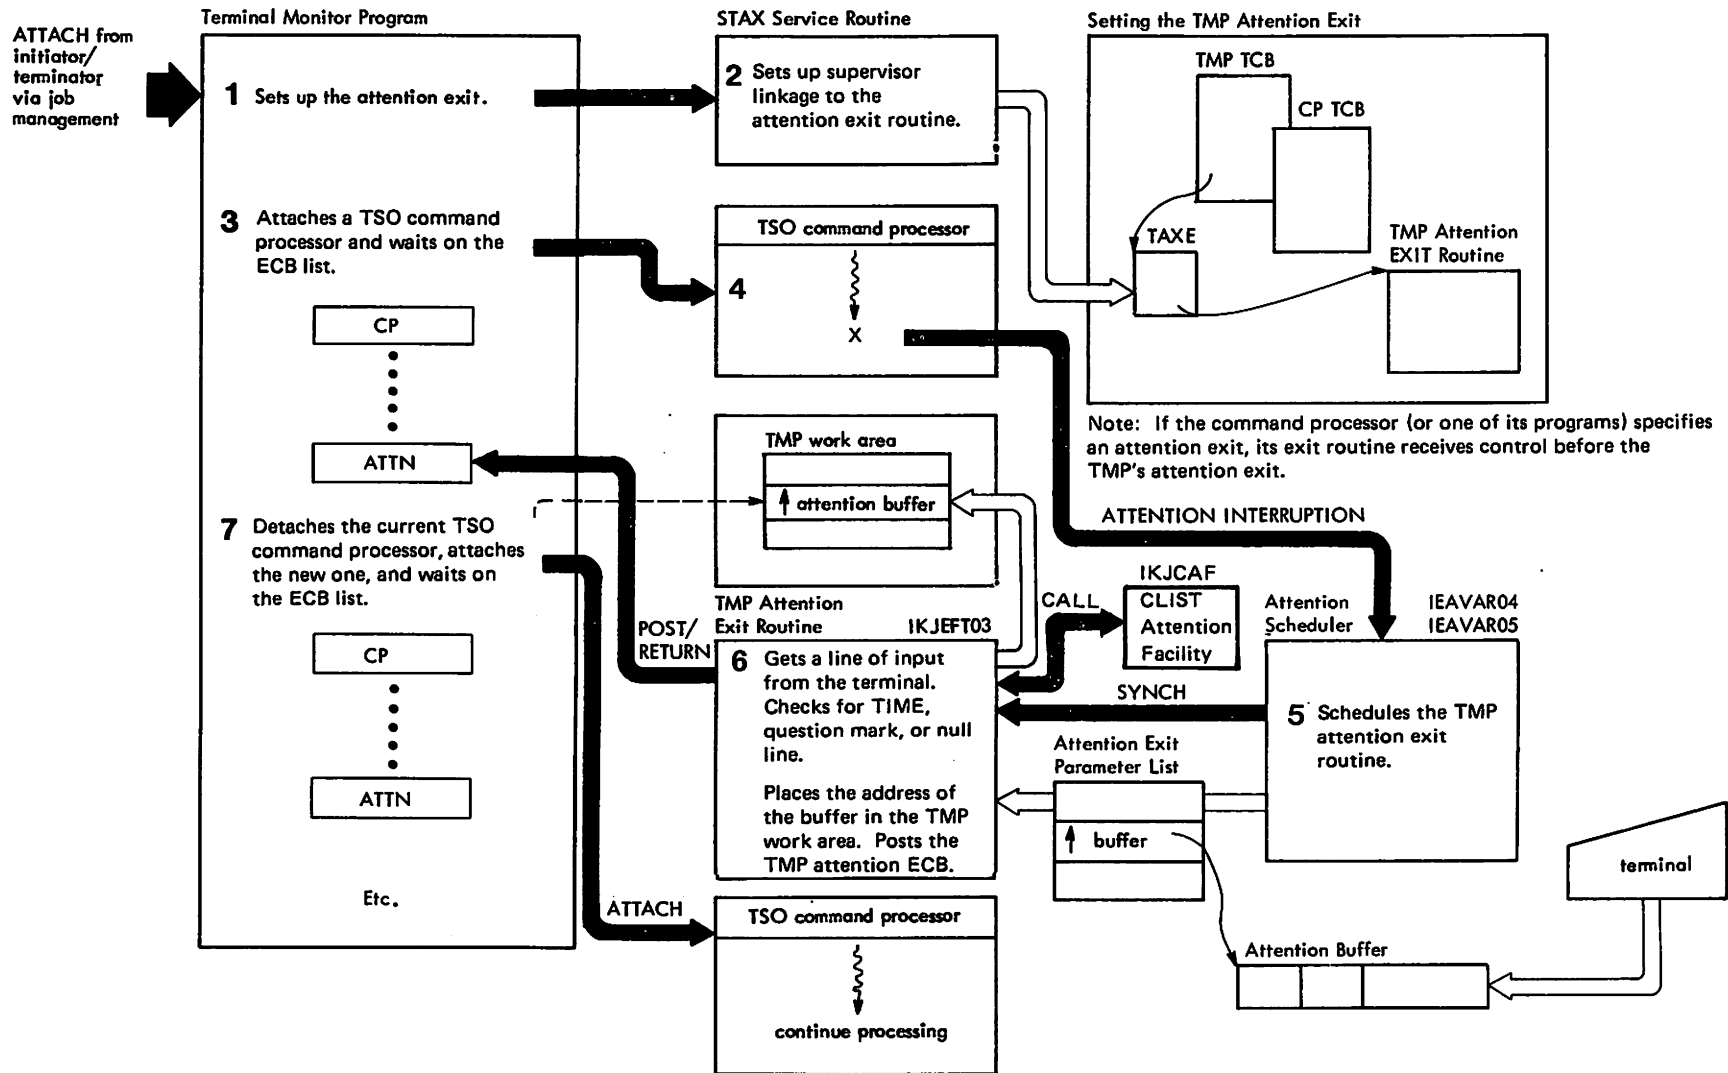 Terminal Monitor Program
STAX Service Routine
Setting the TMP Attention Exit
ATTACH from
initiator/
terminator
via job
management
1 Sets up the attention exit.
2 Sets up supervisor
linkage to the
attention exit routine.
TMP TCB
CP TCB
TAXE
TMP Attention
EXIT Routine
3 Attaches a TSO command
processor and waits on the
ECB list.
CP
ATTN
TSO command processor
4
X
Note: If the command processor (or one of its programs) specifies
an attention exit, its exit routine receives control before the
TMP's attention exit.
TMP work area
attention buffer
ATTENTION INTERRUPTION
7 Detaches the current TSO
command processor, attaches
the new one, and waits on
the ECB list.
CP
ATTN
Etc.
POST/
RETURN
TMP Attention
Exit Routine IKJEFT03
6 Gets a line of input
from the terminal.
Checks for TIME,
question mark, or null
line.
Places the address of
the buffer in the TMP
work area. Posts the
TMP attention ECB.
CALL
IKJCAF
CLIST
Attention
Facility
SYNCH
Attention IEAVAR04
Scheduler IEAVAR05
5 Schedules the TMP
attention exit
routine.
Attention Exit
Parameter List
buffer
terminal
Attention Buffer
ATTACH
TSO command processor
continue processing